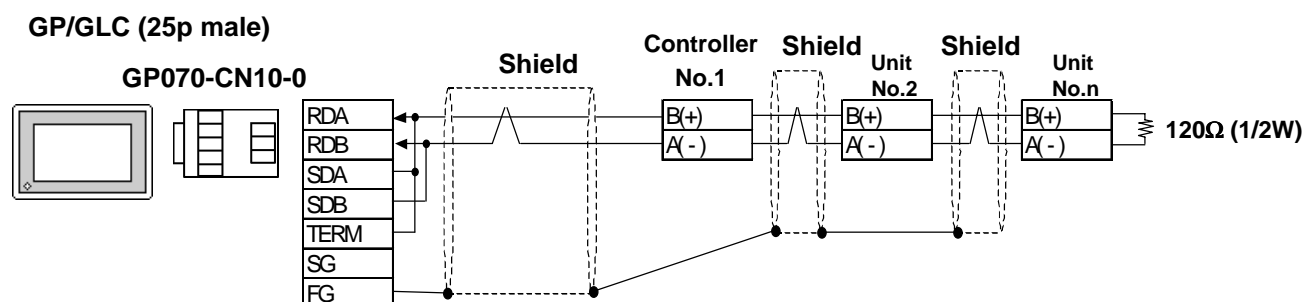 GP/GLC (25p male)
GP070-CN10-0
Shield
Controller
No.1
Shield
Unit
No.2
Shield
Unit
No.n
RDA
RDB
SDA
SDB
TERM
SG
FG
B(+)
A(-)
B(+)
A(-)
B(+)
A(-)
120Ω (1/2W)